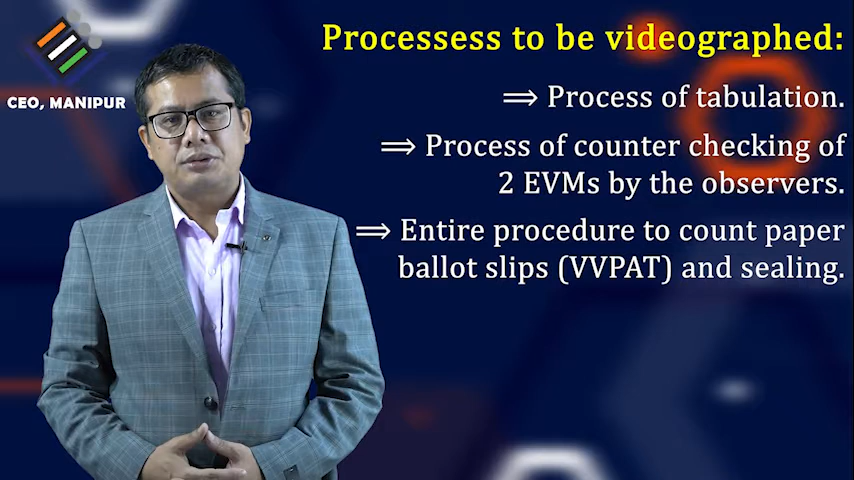 Processess to be videographed:
CEO, MANIPUR
⟹ Process of tabulation.
⟹ Process of counter checking of
2 EVMs by the observers.
⟹ Entire procedure to count paper
ballot slips (VVPAT) and sealing.